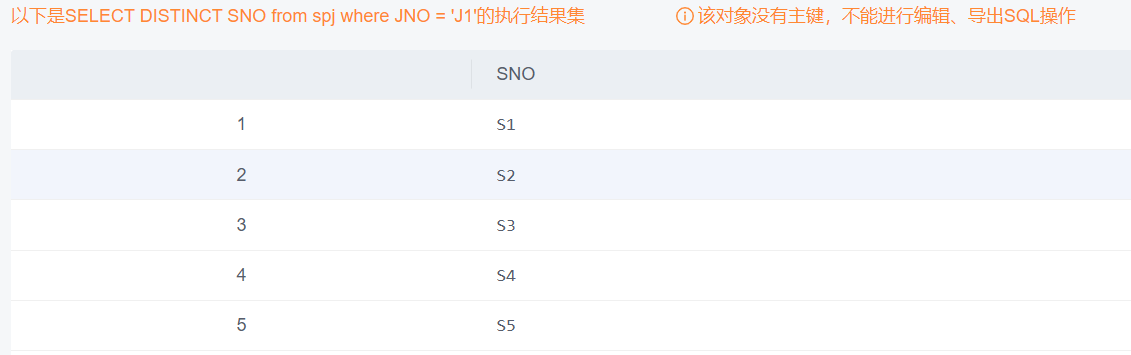 以下是SELECT DISTINCT SNO from spj where JNO = 'J1'的执行结果集 该对象没有主键，不能进行编辑、导出SQL操作
SNO
1 S1
2 S2
3 S3
4 S4
5 S5